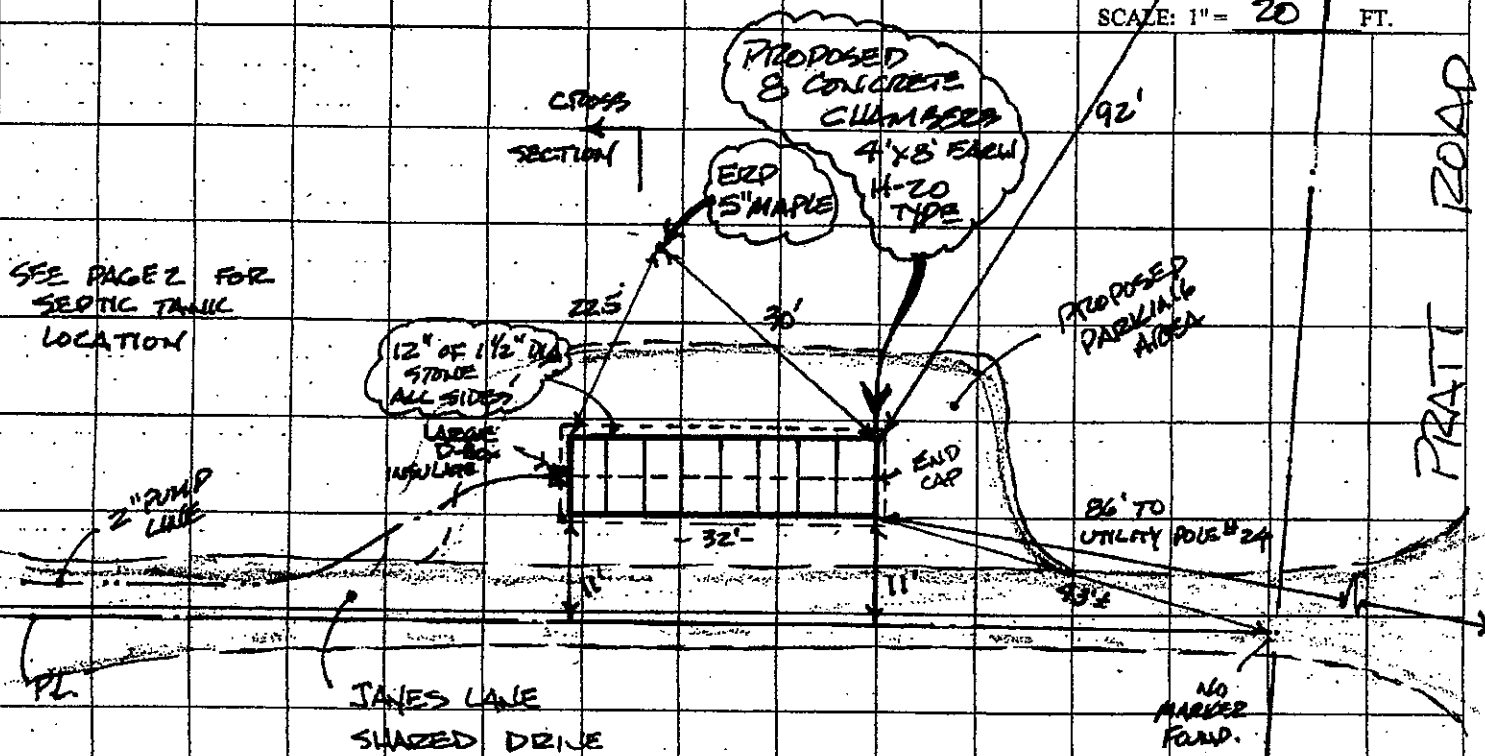 SCALE: 1" = 20 FT.
PROPOSED
8 CONCRETE
CHAMBERS
4'X8'
H-20
TYPE
92'
CROSS
SECTION
ERP
5" MAPLE
PRATT ROAD
SEE PAGE 2 FOR
SEPTIC TANK
LOCATION
22.5'
30'
PROPOSED
PARKING
AREA
12" OF 1 1/2" DIA
STONE
ALL SIDES
LARGE
D-BOX
INSULATE
END
CAP
2" PUMP
LINE
- 32' -
86' TO
UTILITY POLE #24
11'
11'
PL
JAYES LANE
SHARED DRIVE
NO
MARKER
FOUND.